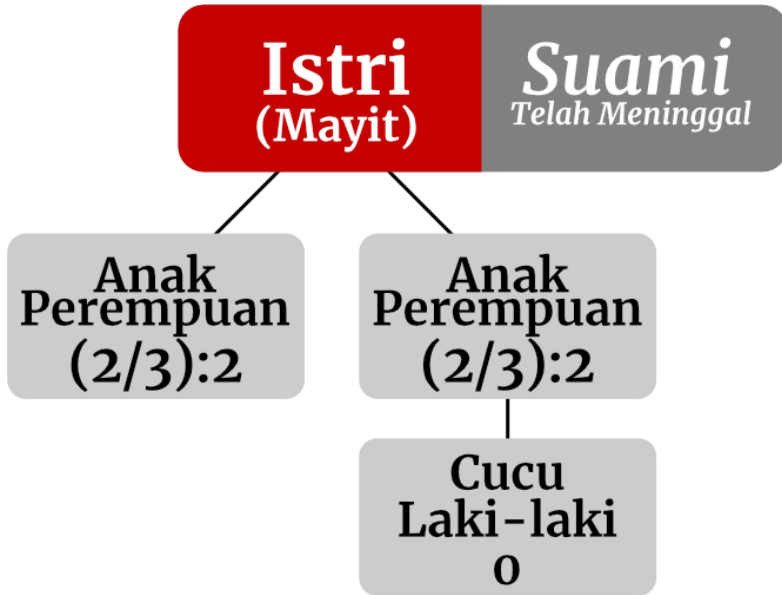 Istri
(Mayit)
Suami
Telah Meninggal
Anak
Perempuan
(2/3):2
Anak
Perempuan
(2/3):2
Cucu
Laki-laki
0